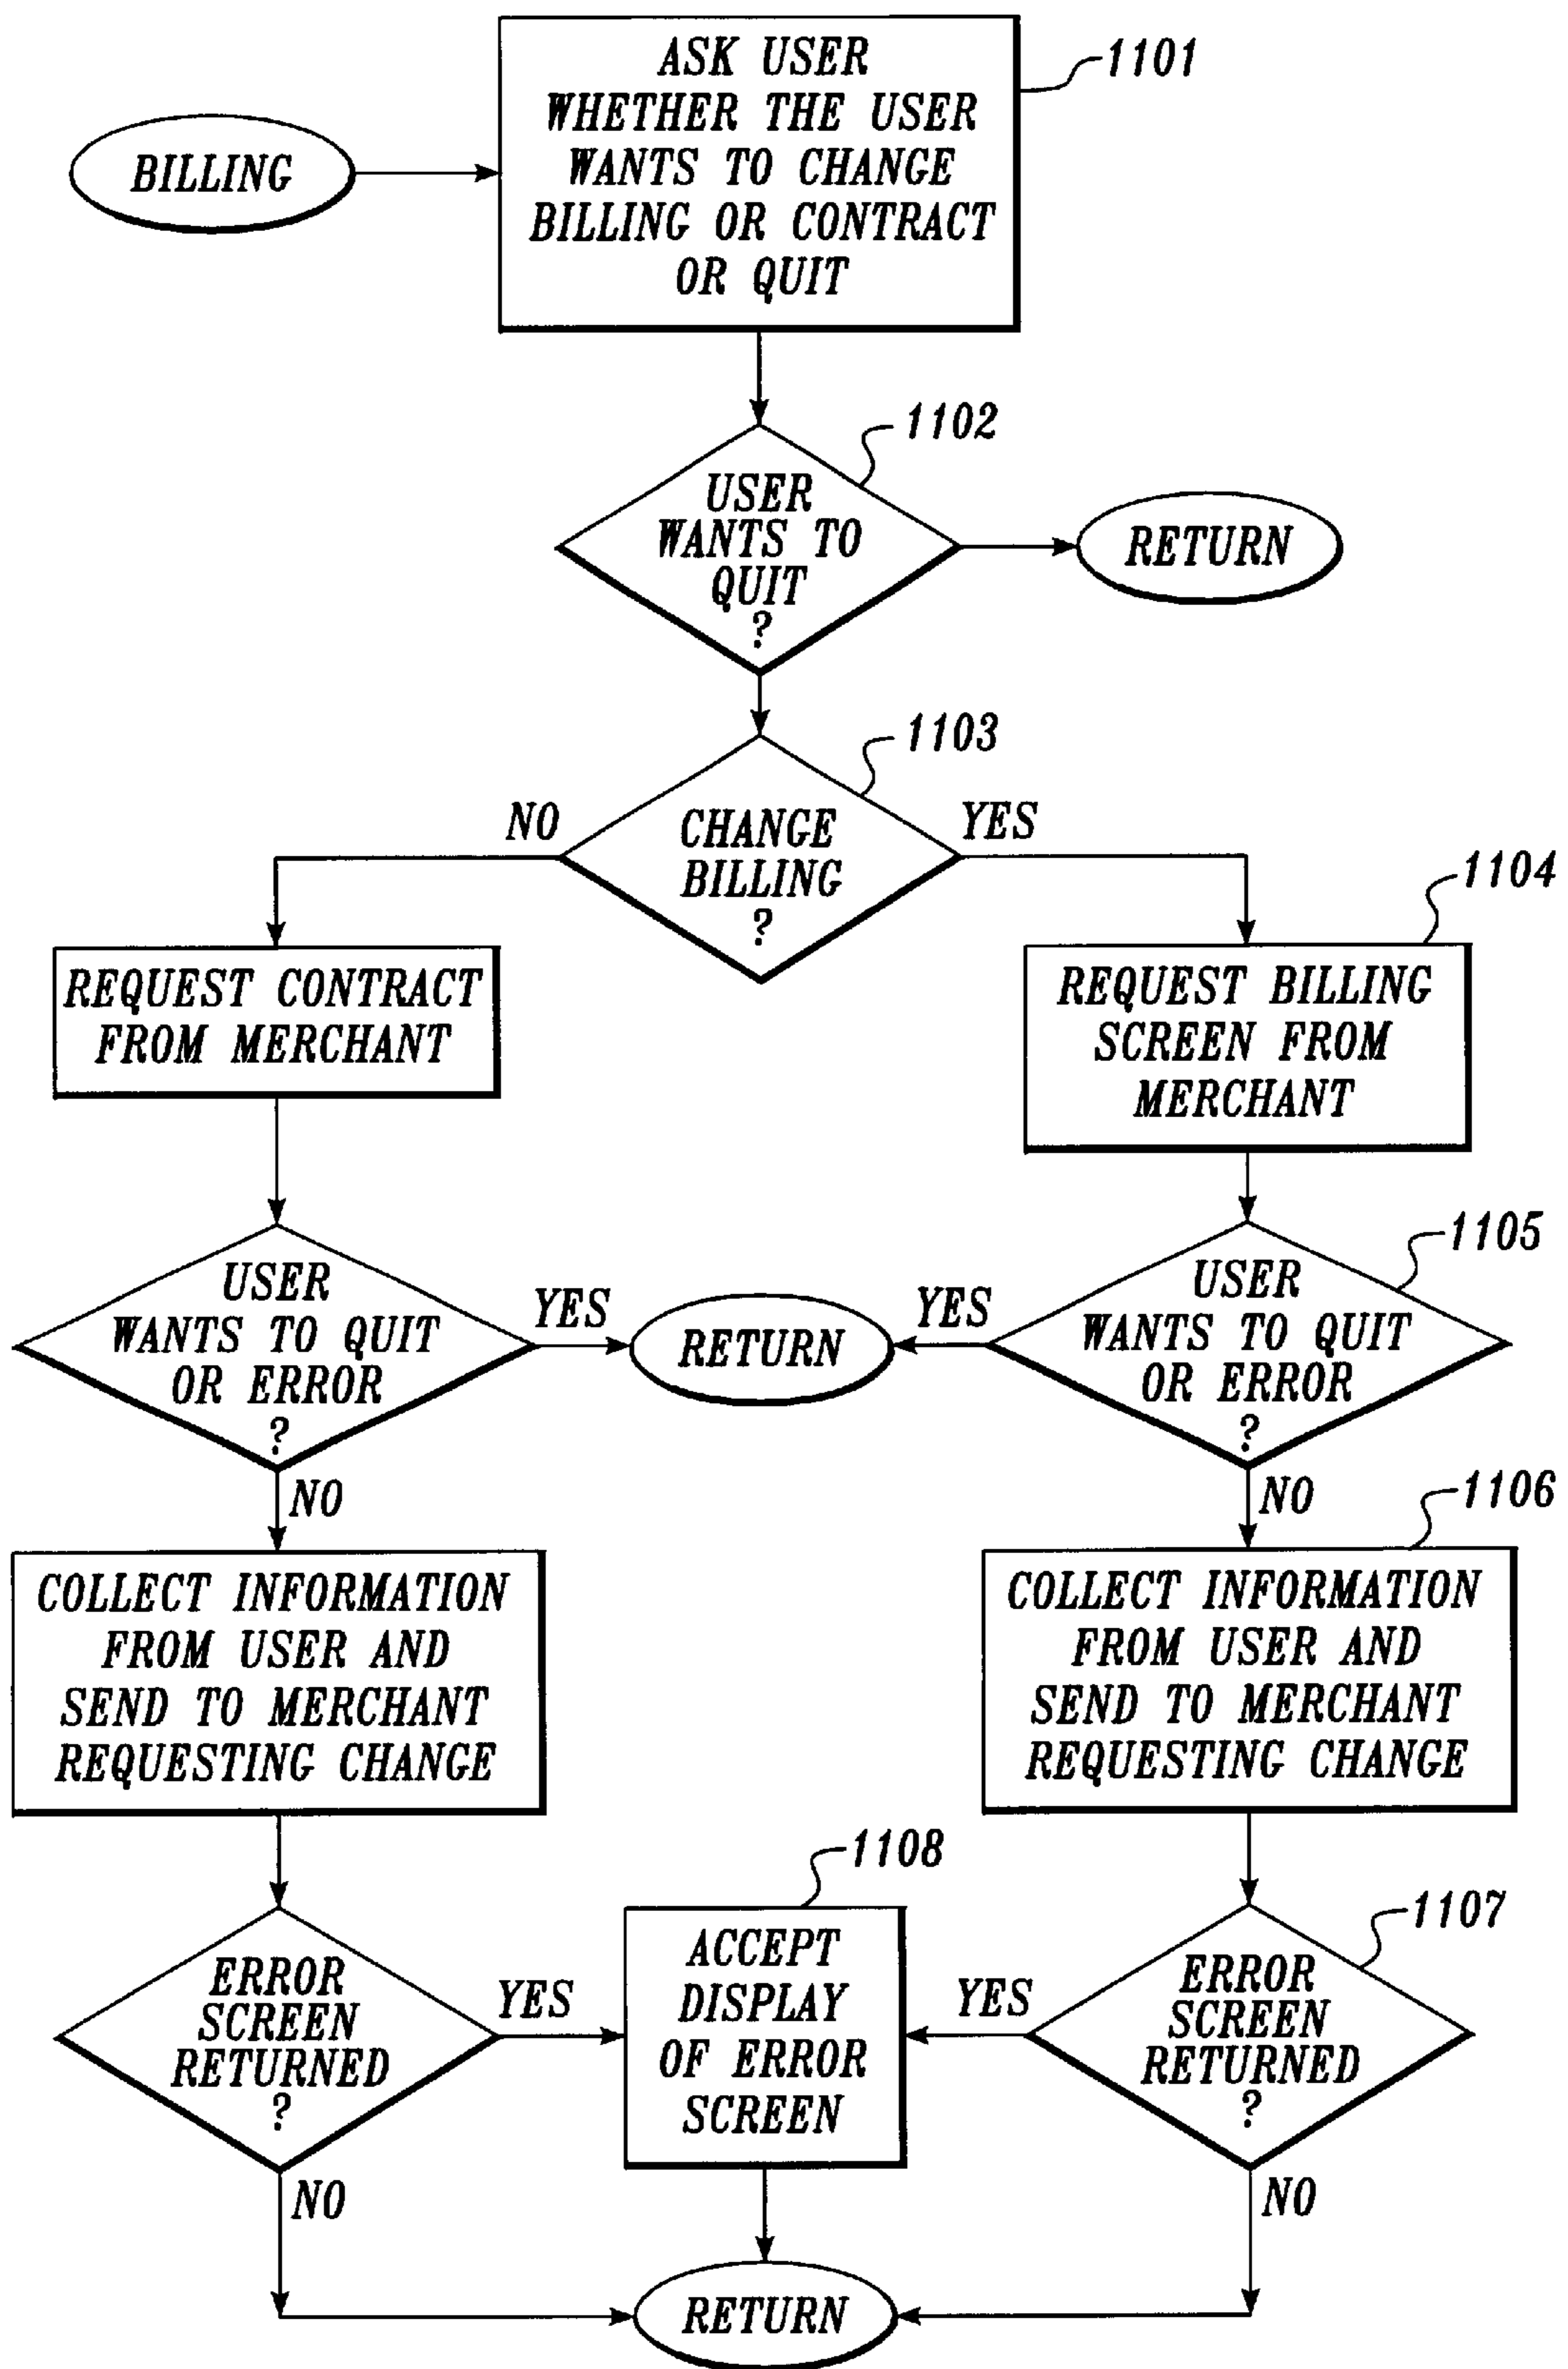 BILLING
ASK USER
WHETHER THE USER
WANTS TO CHANGE
BILLING OR CONTRACT
OR QUIT
1101
1102
USER
WANTS TO
QUIT
?
RETURN
1103
CHANGE
BILLING
?
NO
YES
1104
REQUEST CONTRACT
FROM MERCHANT
REQUEST BILLING
SCREEN FROM
MERCHANT
1105
USER
WANTS TO QUIT
OR ERROR
?
YES
RETURN
YES
USER
WANTS TO QUIT
OR ERROR
?
NO
NO
1106
COLLECT INFORMATION
FROM USER AND
SEND TO MERCHANT
REQUESTING CHANGE
COLLECT INFORMATION
FROM USER AND
SEND TO MERCHANT
REQUESTING CHANGE
1108
1107
ERROR
SCREEN
RETURNED
?
YES
ACCEPT
DISPLAY
OF ERROR
SCREEN
YES
ERROR
SCREEN
RETURNED
?
NO
NO
RETURN